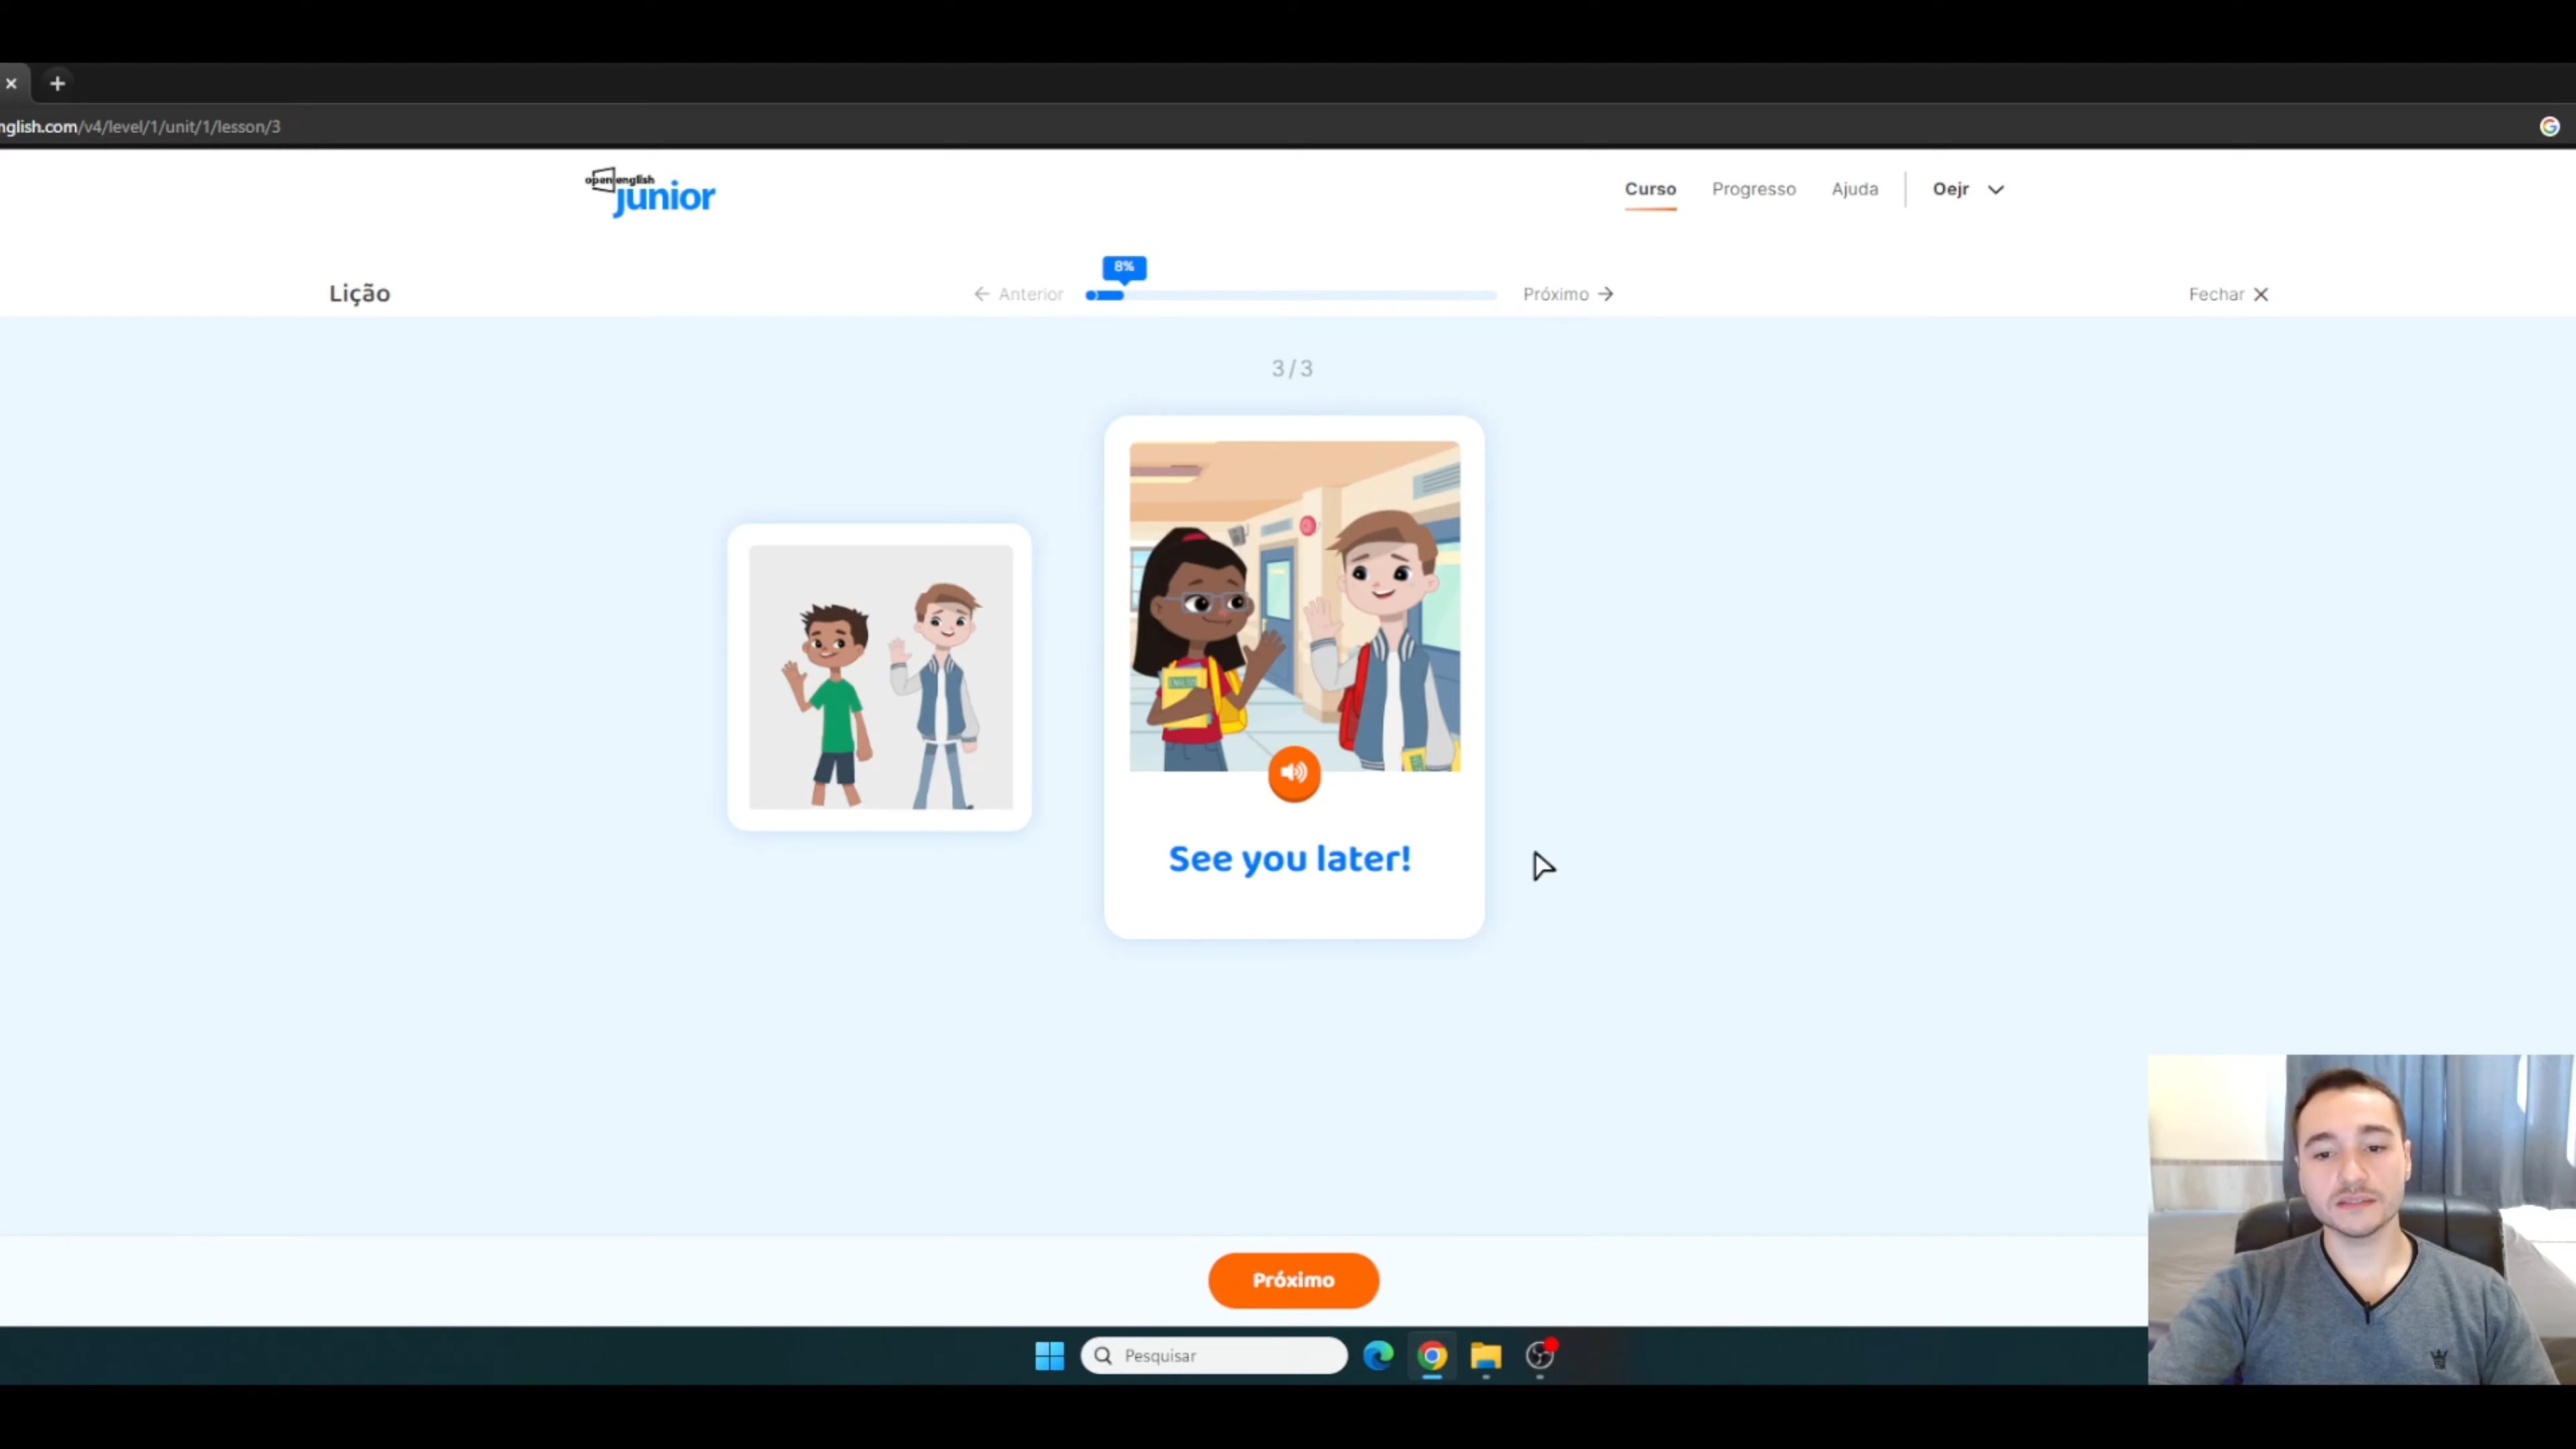 nglish.com/v4/level/1/unit/1/lesson/3
open english
junior
Curso Progresso Ajuda Oejr
8%
Lição
Anterior
Próximo
Fechar
3 / 3
ENGLISH
See you later!
Próximo
Pesquisar